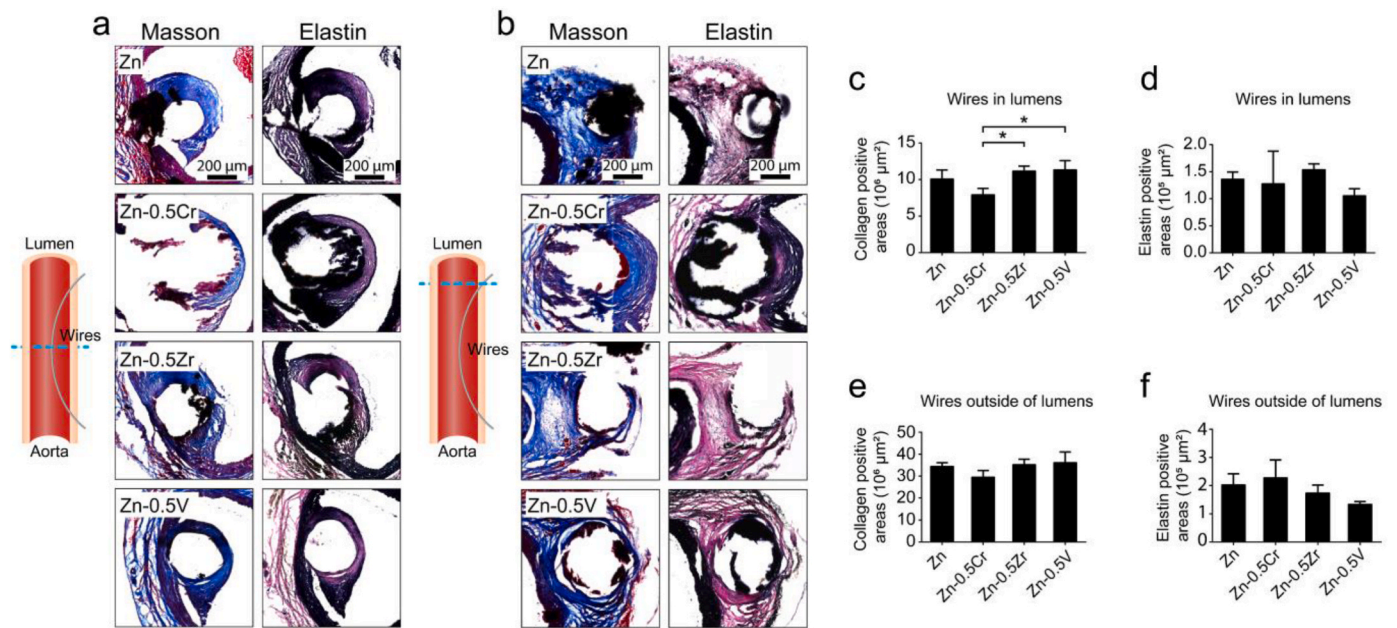 a
Masson
Elastin
Zn
200 µm
200 µm
Zn-0.5Cr
Zn-0.5Zr
Zn-0.5V
Lumen
Wires
Aorta
b
Masson
Elastin
Zn
200 µm
200 µm
Zn-0.5Cr
Zn-0.5Zr
Zn-0.5V
Lumen
Wires
Aorta
c
Wires in lumens
Collagen positive
areas (10⁶ µm²)
15
10
5
0
*
*
Zn
Zn-0.5Cr
Zn-0.5Zr
Zn-0.5V
d
Wires in lumens
Elastin positive
areas (10⁵ µm²)
2.0
1.5
1.0
0.5
0.0
Zn
Zn-0.5Cr
Zn-0.5Zr
Zn-0.5V
e
Wires outside of lumens
Collagen positive
areas (10⁶ µm²)
50
40
30
20
10
0
Zn
Zn-0.5Cr
Zn-0.5Zr
Zn-0.5V
f
Wires outside of lumens
Elastin positive
areas (10⁵ µm²)
4
3
2
1
0
Zn
Zn-0.5Cr
Zn-0.5Zr
Zn-0.5V